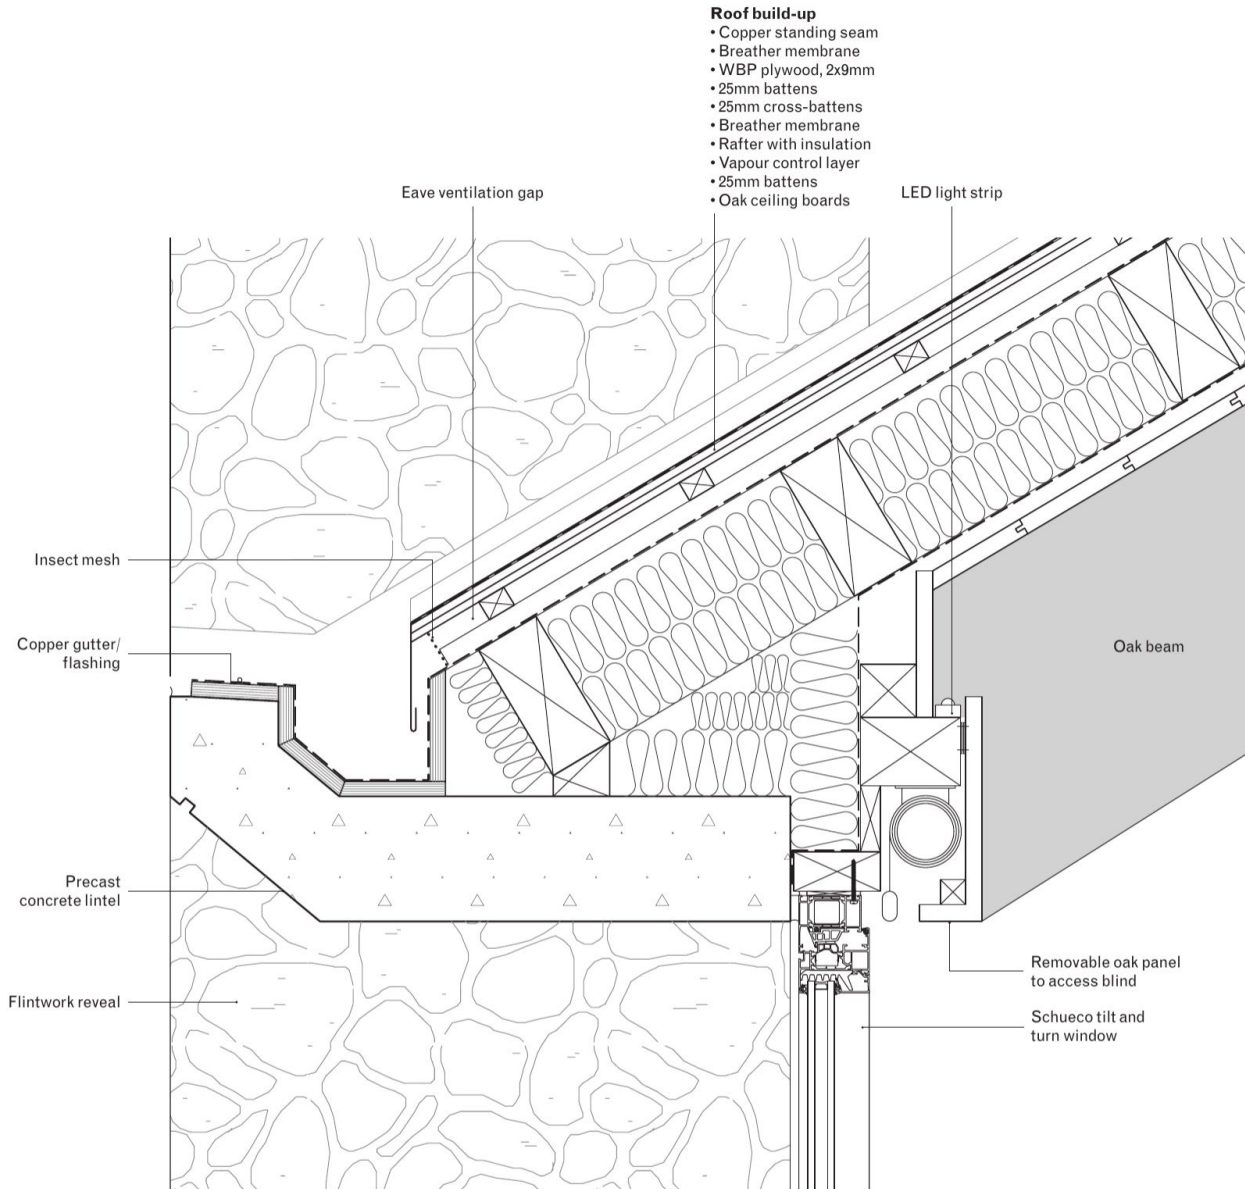 Roof build-up
• Copper standing seam
• Breather membrane
• WBP plywood, 2x9mm
• 25mm battens
• 25mm cross-battens
• Breather membrane
• Rafter with insulation
• Vapour control layer
• 25mm battens
• Oak ceiling boards
Eave ventilation gap
LED light strip
Insect mesh
Copper gutter/
flashing
Oak beam
Precast
concrete lintel
Removable oak panel
to access blind
Flintwork reveal
Schueco tilt and
turn window